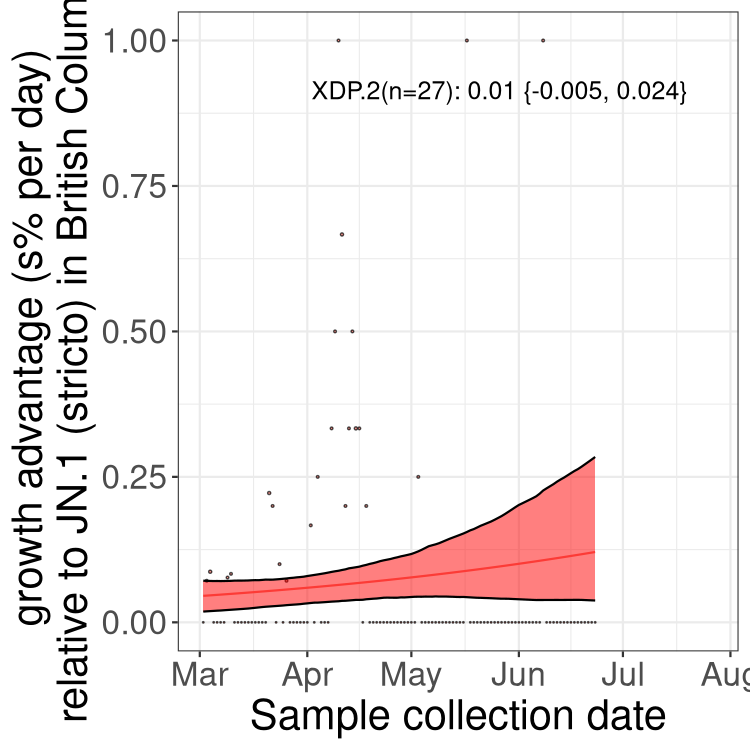 growth advantage (s% per day)
relative to JN.1 (stricto) in British Colum
1.00
0.75
0.50
0.25
0.00
XDP.2(n=27): 0.01 {-0.005, 0.024}
Mar Apr May Jun Jul Aug
Sample collection date